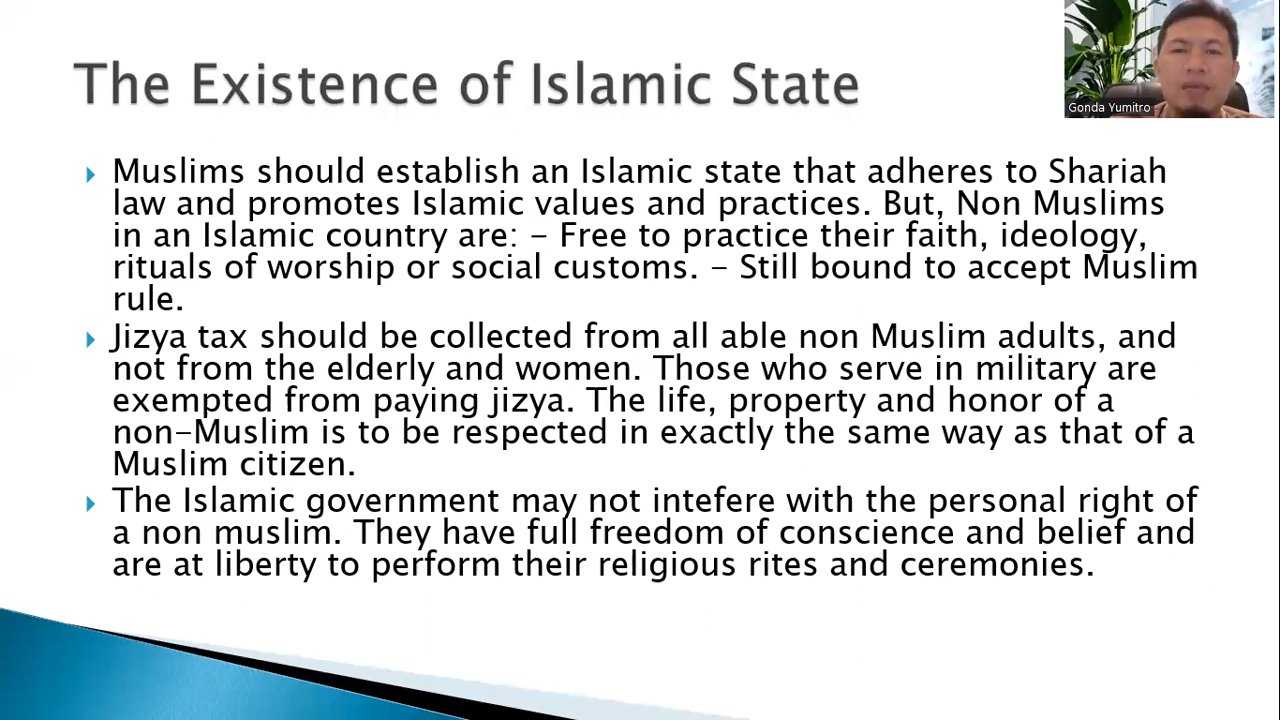 The Existence of Islamic State
Gonda Yumitro
Muslims should establish an Islamic state that adheres to Shariah
law and promotes Islamic values and practices. But, Non Muslims
in an Islamic country are: - Free to practice their faith, ideology,
rituals of worship or social customs. - Still bound to accept Muslim
rule.
Jizya tax should be collected from all able non Muslim adults, and
not from the elderly and women. Those who serve in military are
exempted from paying jizya. The life, property and honor of a
non-Muslim is to be respected in exactly the same way as that of a
Muslim citizen.
The Islamic government may not intefere with the personal right of
a non muslim. They have full freedom of conscience and belief and
are at liberty to perform their religious rites and ceremonies.